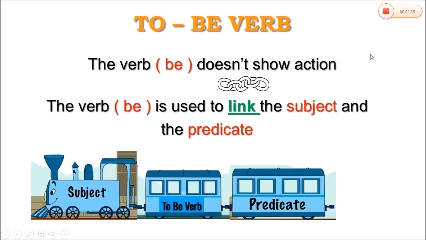 TO – BE VERB
The verb ( be ) doesn't show action
The verb ( be ) is used to link the subject and
the predicate
Subject
To Be Verb
Predicate